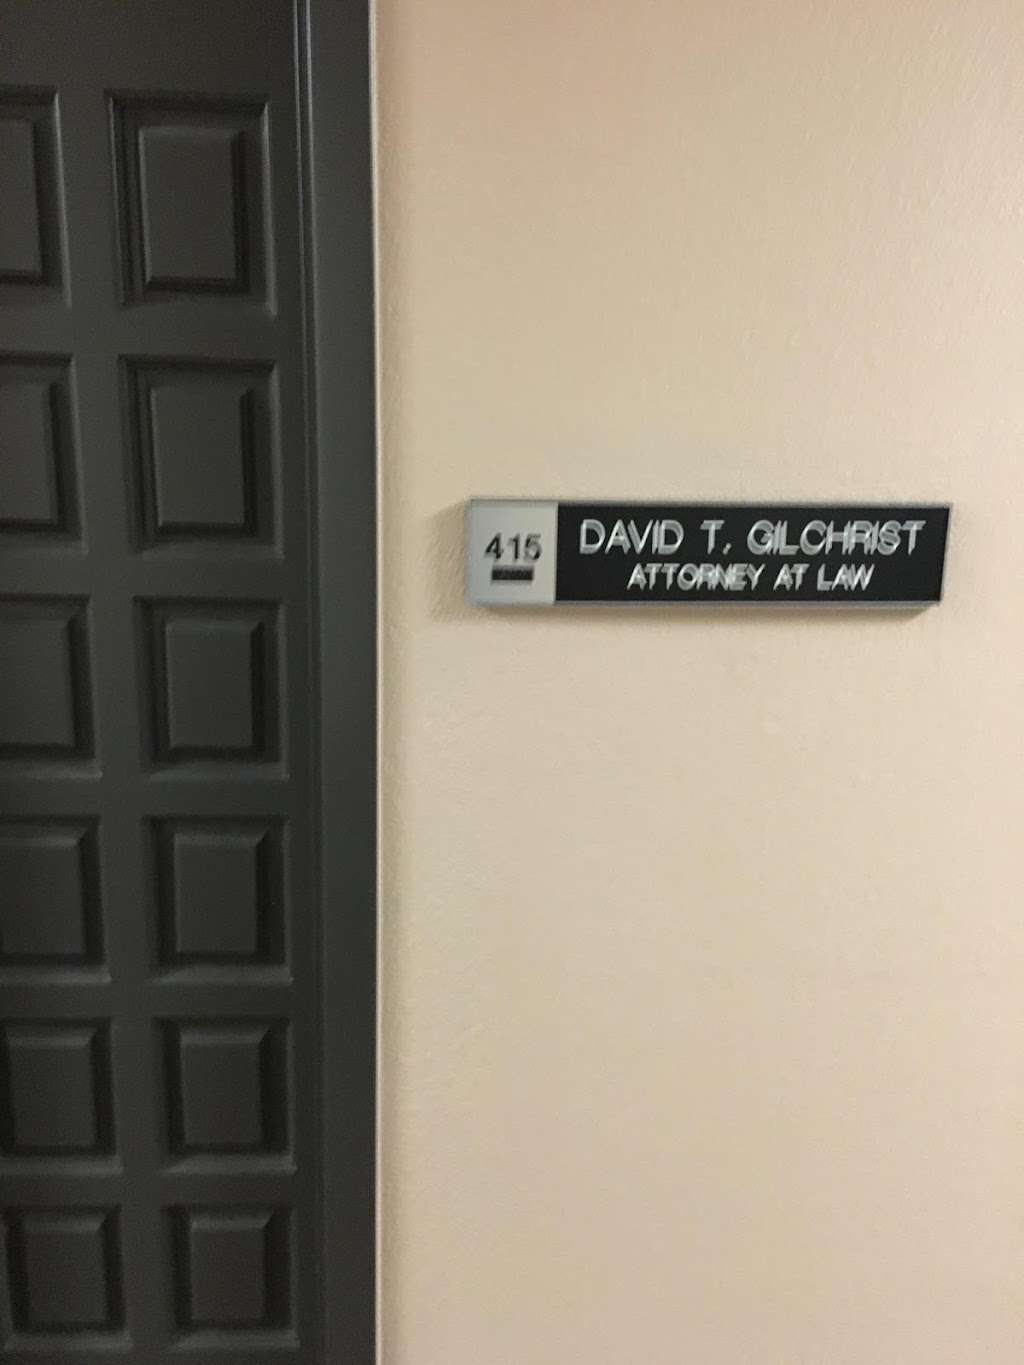 415
DAVID T. GILCHRIST
ATTORNEY AT LAW